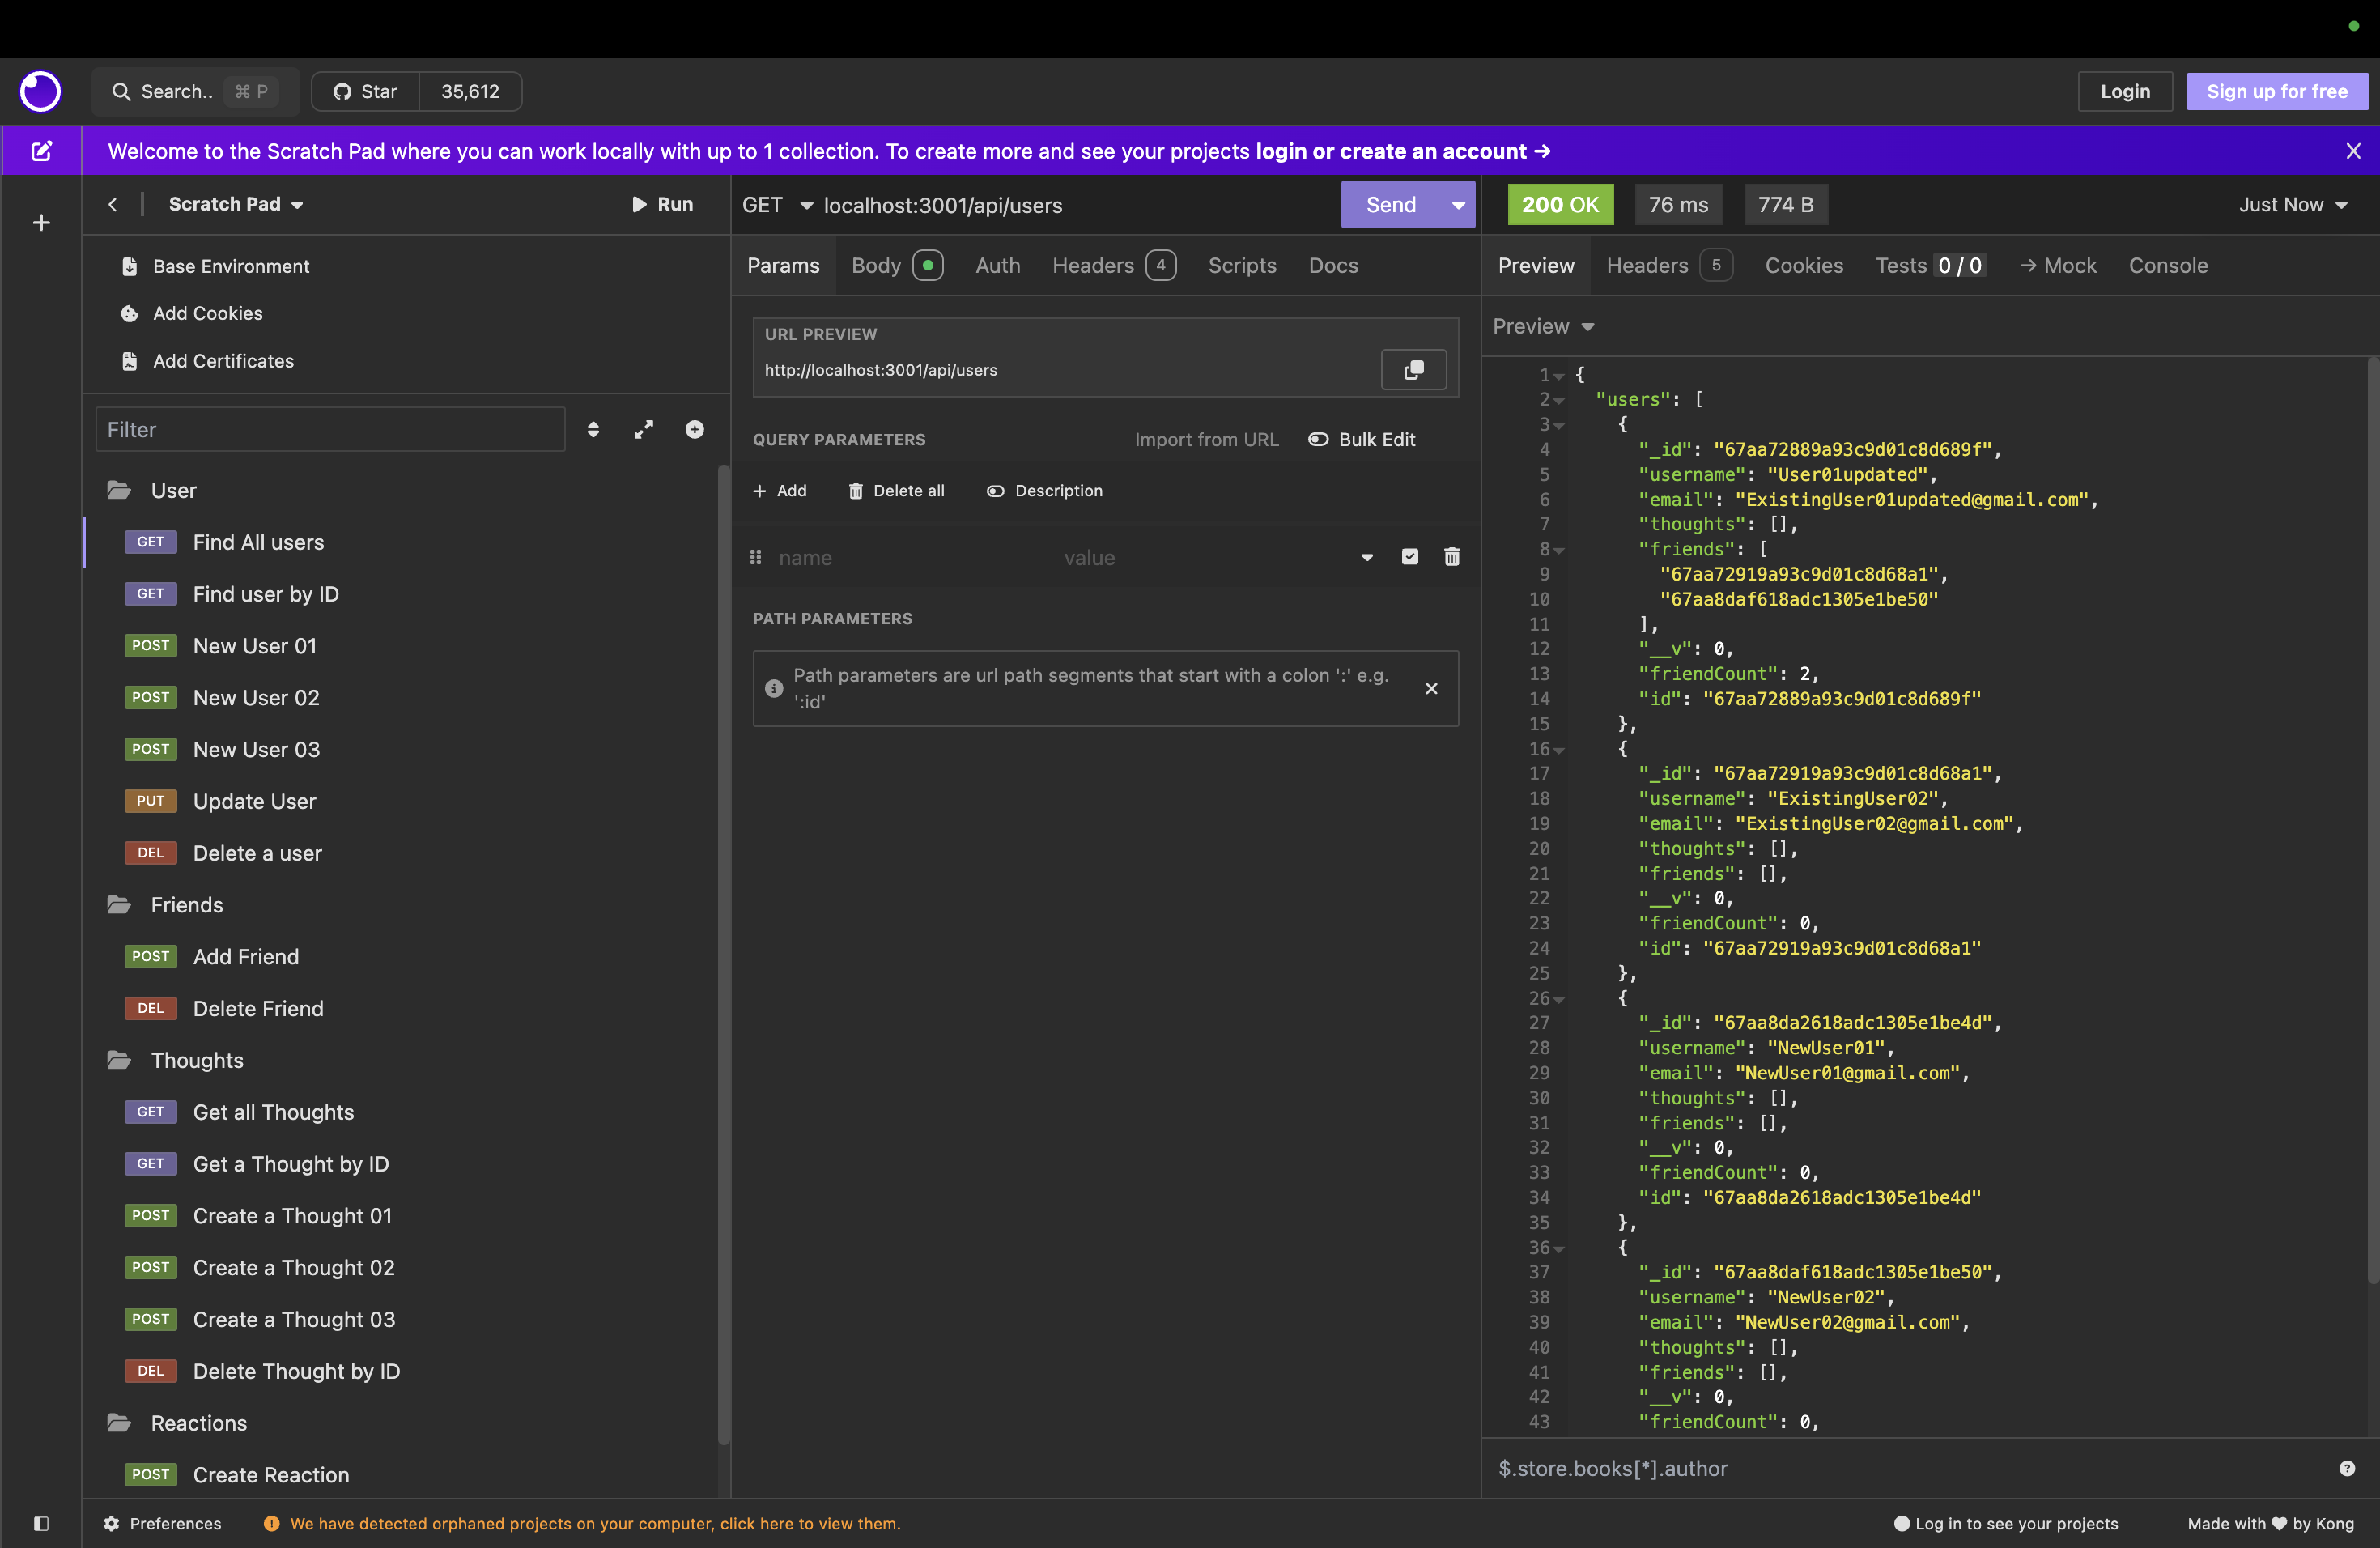 Search.. ⌘ P
Star 35,612
Login
Sign up for free
Welcome to the Scratch Pad where you can work locally with up to 1 collection. To create more and see your projects login or create an account →
Scratch Pad
Run
Base Environment
Add Cookies
Add Certificates
Filter
User
GET Find All users
GET Find user by ID
POST New User 01
POST New User 02
POST New User 03
PUT Update User
DEL Delete a user
Friends
POST Add Friend
DEL Delete Friend
Thoughts
GET Get all Thoughts
GET Get a Thought by ID
POST Create a Thought 01
POST Create a Thought 02
POST Create a Thought 03
DEL Delete Thought by ID
Reactions
POST Create Reaction
GET localhost:3001/api/users
Send
Params Body Auth Headers 4 Scripts Docs
URL PREVIEW
http://localhost:3001/api/users
QUERY PARAMETERS Import from URL Bulk Edit
+ Add Delete all Description
name value
PATH PARAMETERS
Path parameters are url path segments that start with a colon ':' e.g.
':id'
200 OK 76 ms 774 B Just Now
Preview Headers 5 Cookies Tests 0 / 0 → Mock Console
Preview
1 {
2 "users": [
3 {
4 "_id": "67aa72889a93c9d01c8d689f",
5 "username": "User01updated",
6 "email": "ExistingUser01updated@gmail.com",
7 "thoughts": [],
8 "friends": [
9 "67aa72919a93c9d01c8d68a1",
10 "67aa8daf618adc1305e1be50"
11 ],
12 "__v": 0,
13 "friendCount": 2,
14 "id": "67aa72889a93c9d01c8d689f"
15 },
16 {
17 "_id": "67aa72919a93c9d01c8d68a1",
18 "username": "ExistingUser02",
19 "email": "ExistingUser02@gmail.com",
20 "thoughts": [],
21 "friends": [],
22 "__v": 0,
23 "friendCount": 0,
24 "id": "67aa72919a93c9d01c8d68a1"
25 },
26 {
27 "_id": "67aa8da2618adc1305e1be4d",
28 "username": "NewUser01",
29 "email": "NewUser01@gmail.com",
30 "thoughts": [],
31 "friends": [],
32 "__v": 0,
33 "friendCount": 0,
34 "id": "67aa8da2618adc1305e1be4d"
35 },
36 {
37 "_id": "67aa8daf618adc1305e1be50",
38 "username": "NewUser02",
39 "email": "NewUser02@gmail.com",
40 "thoughts": [],
41 "friends": [],
42 "__v": 0,
43 "friendCount": 0,
$.store.books[*].author
Preferences
We have detected orphaned projects on your computer, click here to view them.
Log in to see your projects
Made with ♥ by Kong